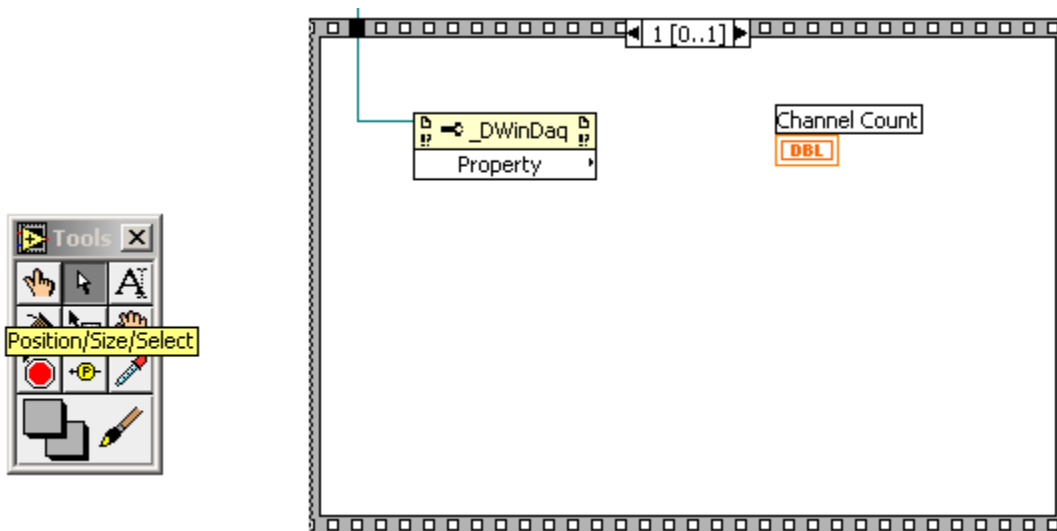 1 [0..1]
_DWinDaq
Property
Channel Count
DBL
Tools
A
Position/Size/Select
P